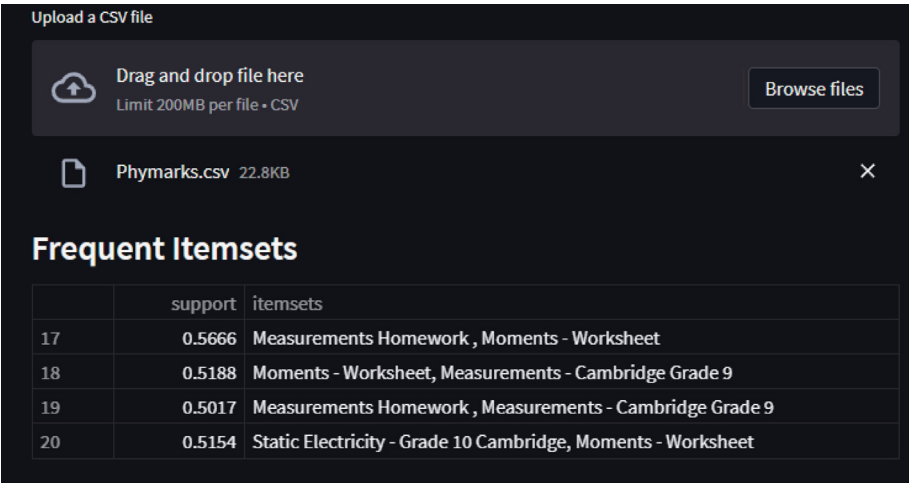 Upload a CSV file
Drag and drop file here
Limit 200MB per file • CSV
Browse files
Phymarks.csv 22.8KB
Frequent Itemsets
support itemsets
17 0.5666 Measurements Homework , Moments - Worksheet
18 0.5188 Moments - Worksheet, Measurements - Cambridge Grade 9
19 0.5017 Measurements Homework , Measurements - Cambridge Grade 9
20 0.5154 Static Electricity - Grade 10 Cambridge, Moments - Worksheet